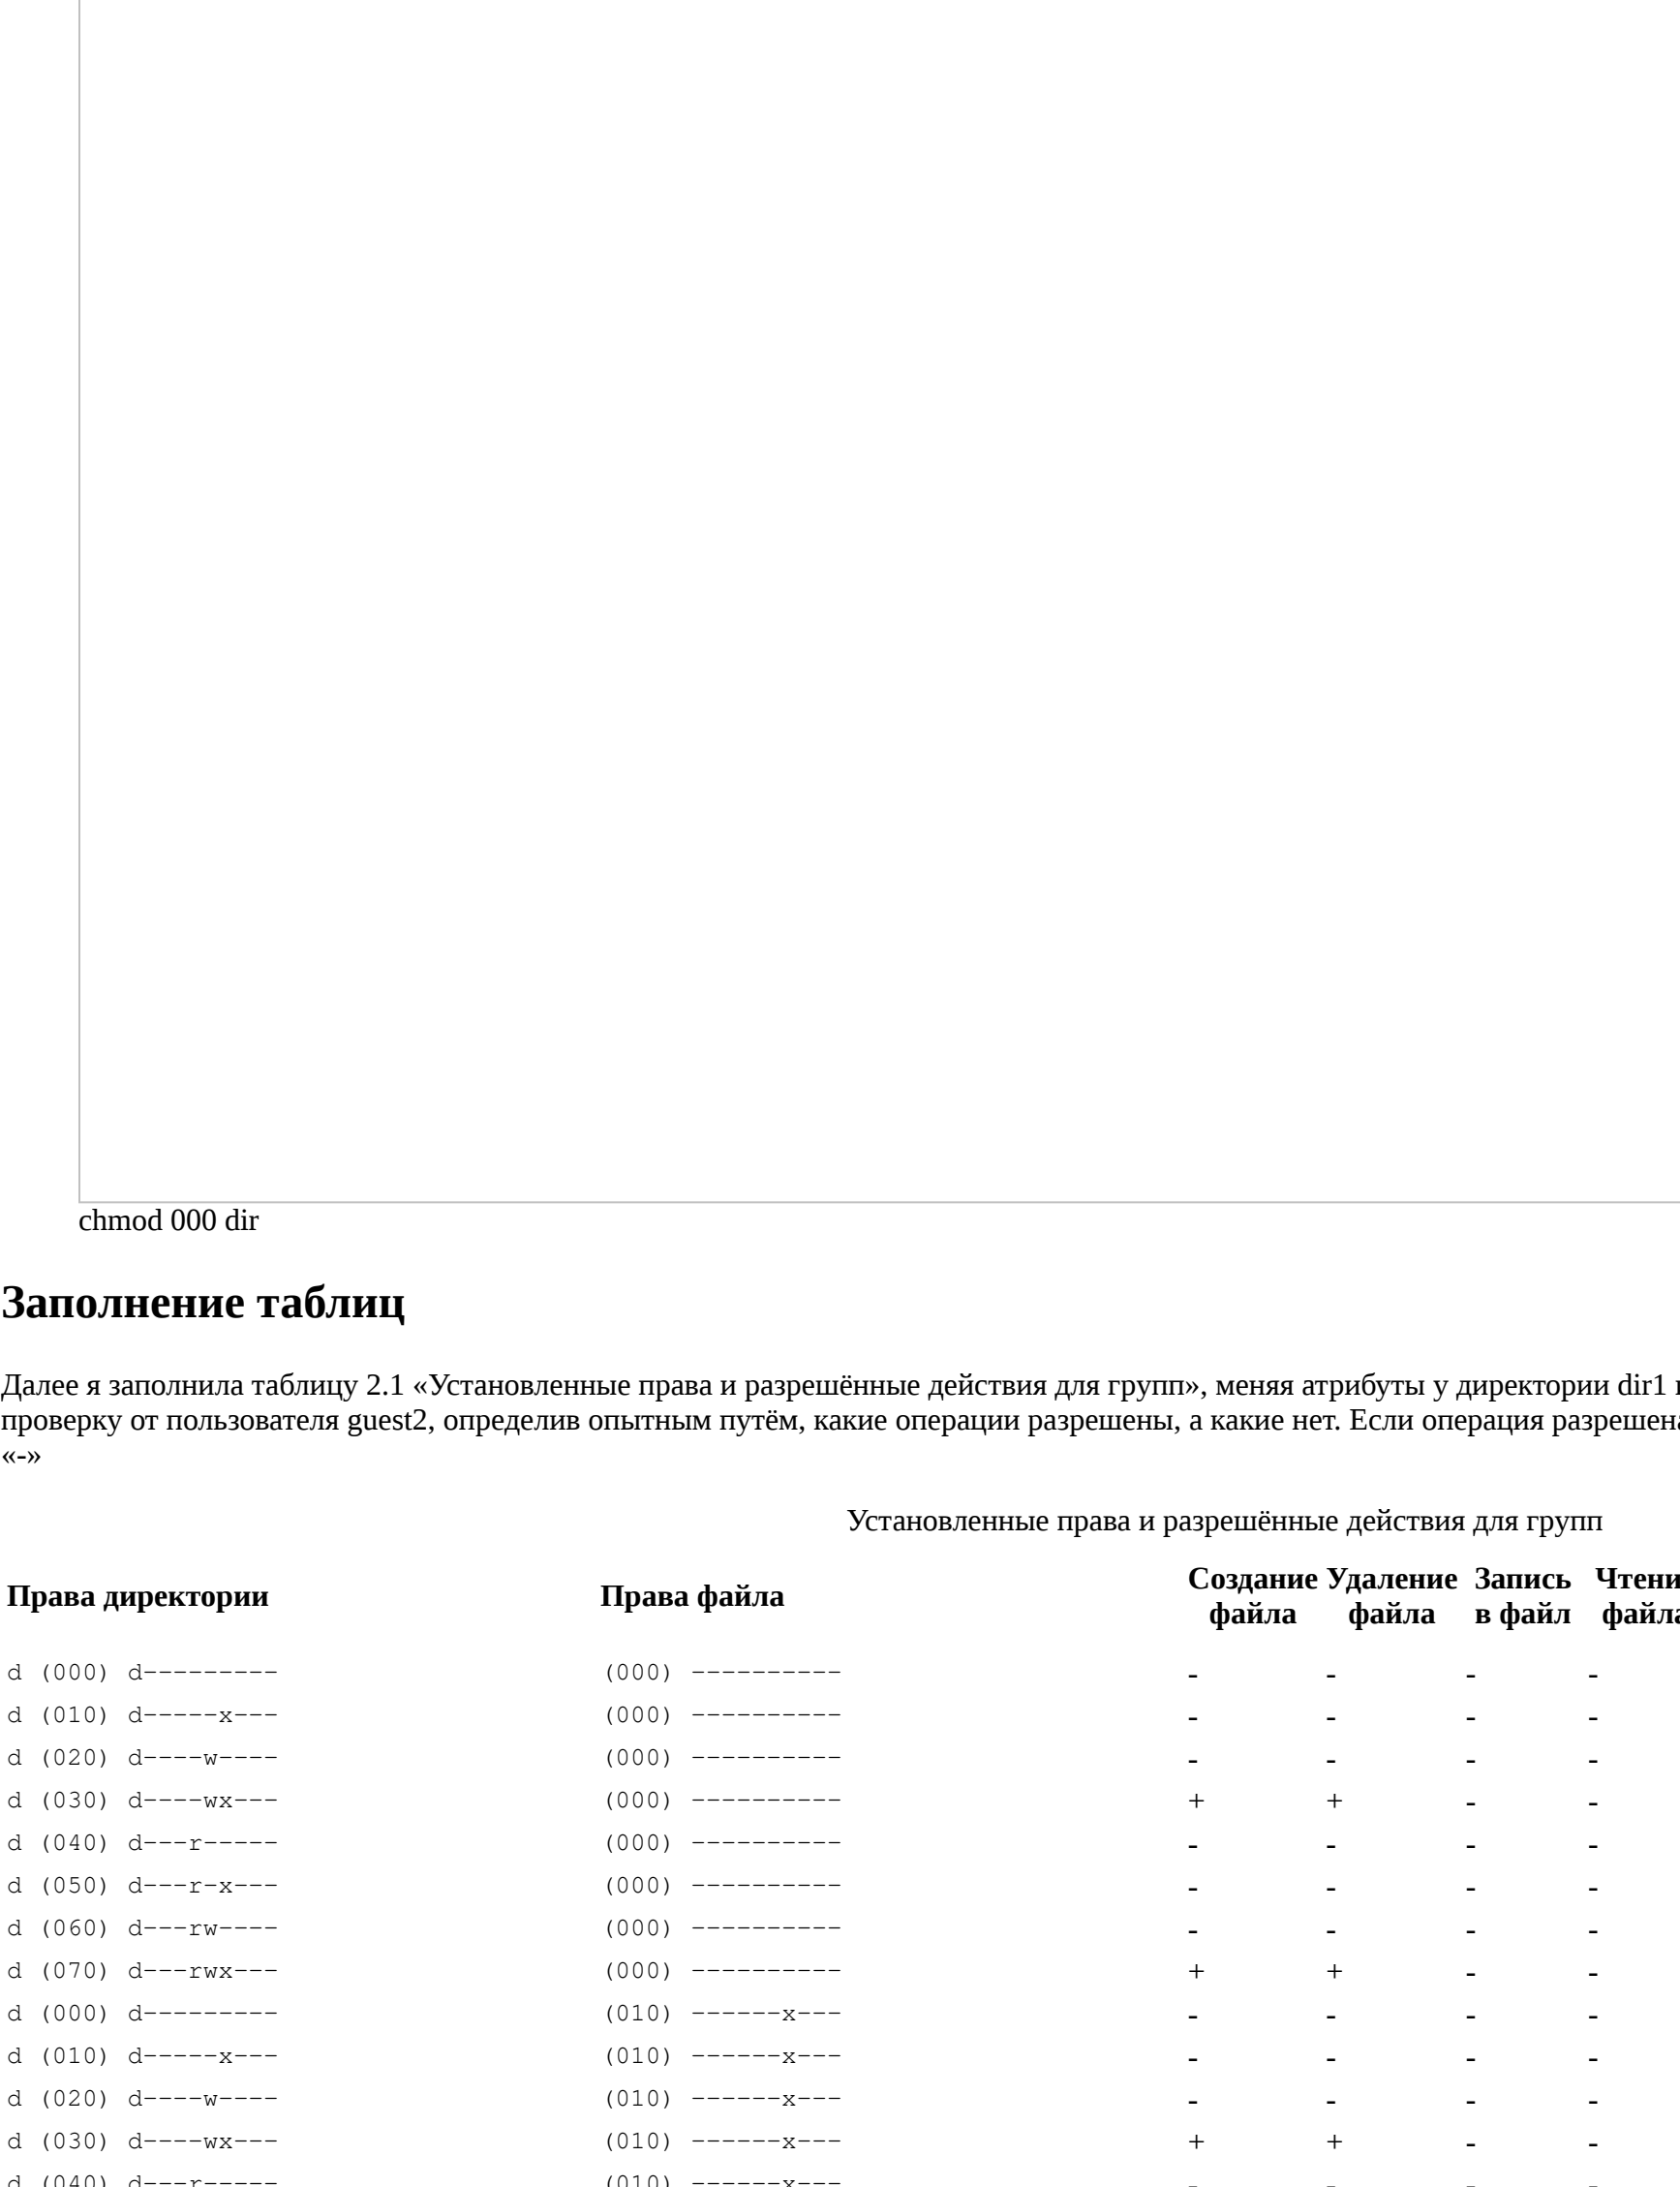 chmod 000 dir
Заполнение таблиц
Далее я заполнила таблицу 2.1 «Установленные права и разрешённые действия для групп», меняя атрибуты у директории dir1
проверку от пользователя guest2, определив опытным путём, какие операции разрешены, а какие нет. Если операция разрешена
«-»
Установленные права и разрешённые действия для групп
Права директории Права файла Создание файла Удаление файла Запись в файл Чтени файла
d (000) d--------- (000) ---------- - - - -
d (010) d-----x--- (000) ---------- - - - -
d (020) d----w---- (000) ---------- - - - -
d (030) d----wx--- (000) ---------- + + - -
d (040) d---r----- (000) ---------- - - - -
d (050) d---r-x--- (000) ---------- - - - -
d (060) d---rw---- (000) ---------- - - - -
d (070) d---rwx--- (000) ---------- + + - -
d (000) d--------- (010) ------x--- - - - -
d (010) d-----x--- (010) ------x--- - - - -
d (020) d----w---- (010) ------x--- - - - -
d (030) d----wx--- (010) ------x--- + + - -
d (040) d---r----- (010) ------x--- - - - -